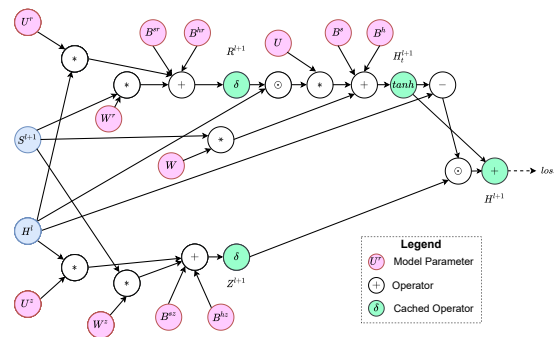 U^r
B^{sr} B^{hr} R^{l+1} U B^s B^h H_t^{l+1}
* * + δ ⊙ * + tanh −
W^r
S^{l+1} *
W
⊙ + los
H^{l+1}
H^l
* + δ
Z^{l+1}
*
U^z
W^z B^{sz} B^{hz}
Legend
U^r Model Parameter
+ Operator
δ Cached Operator